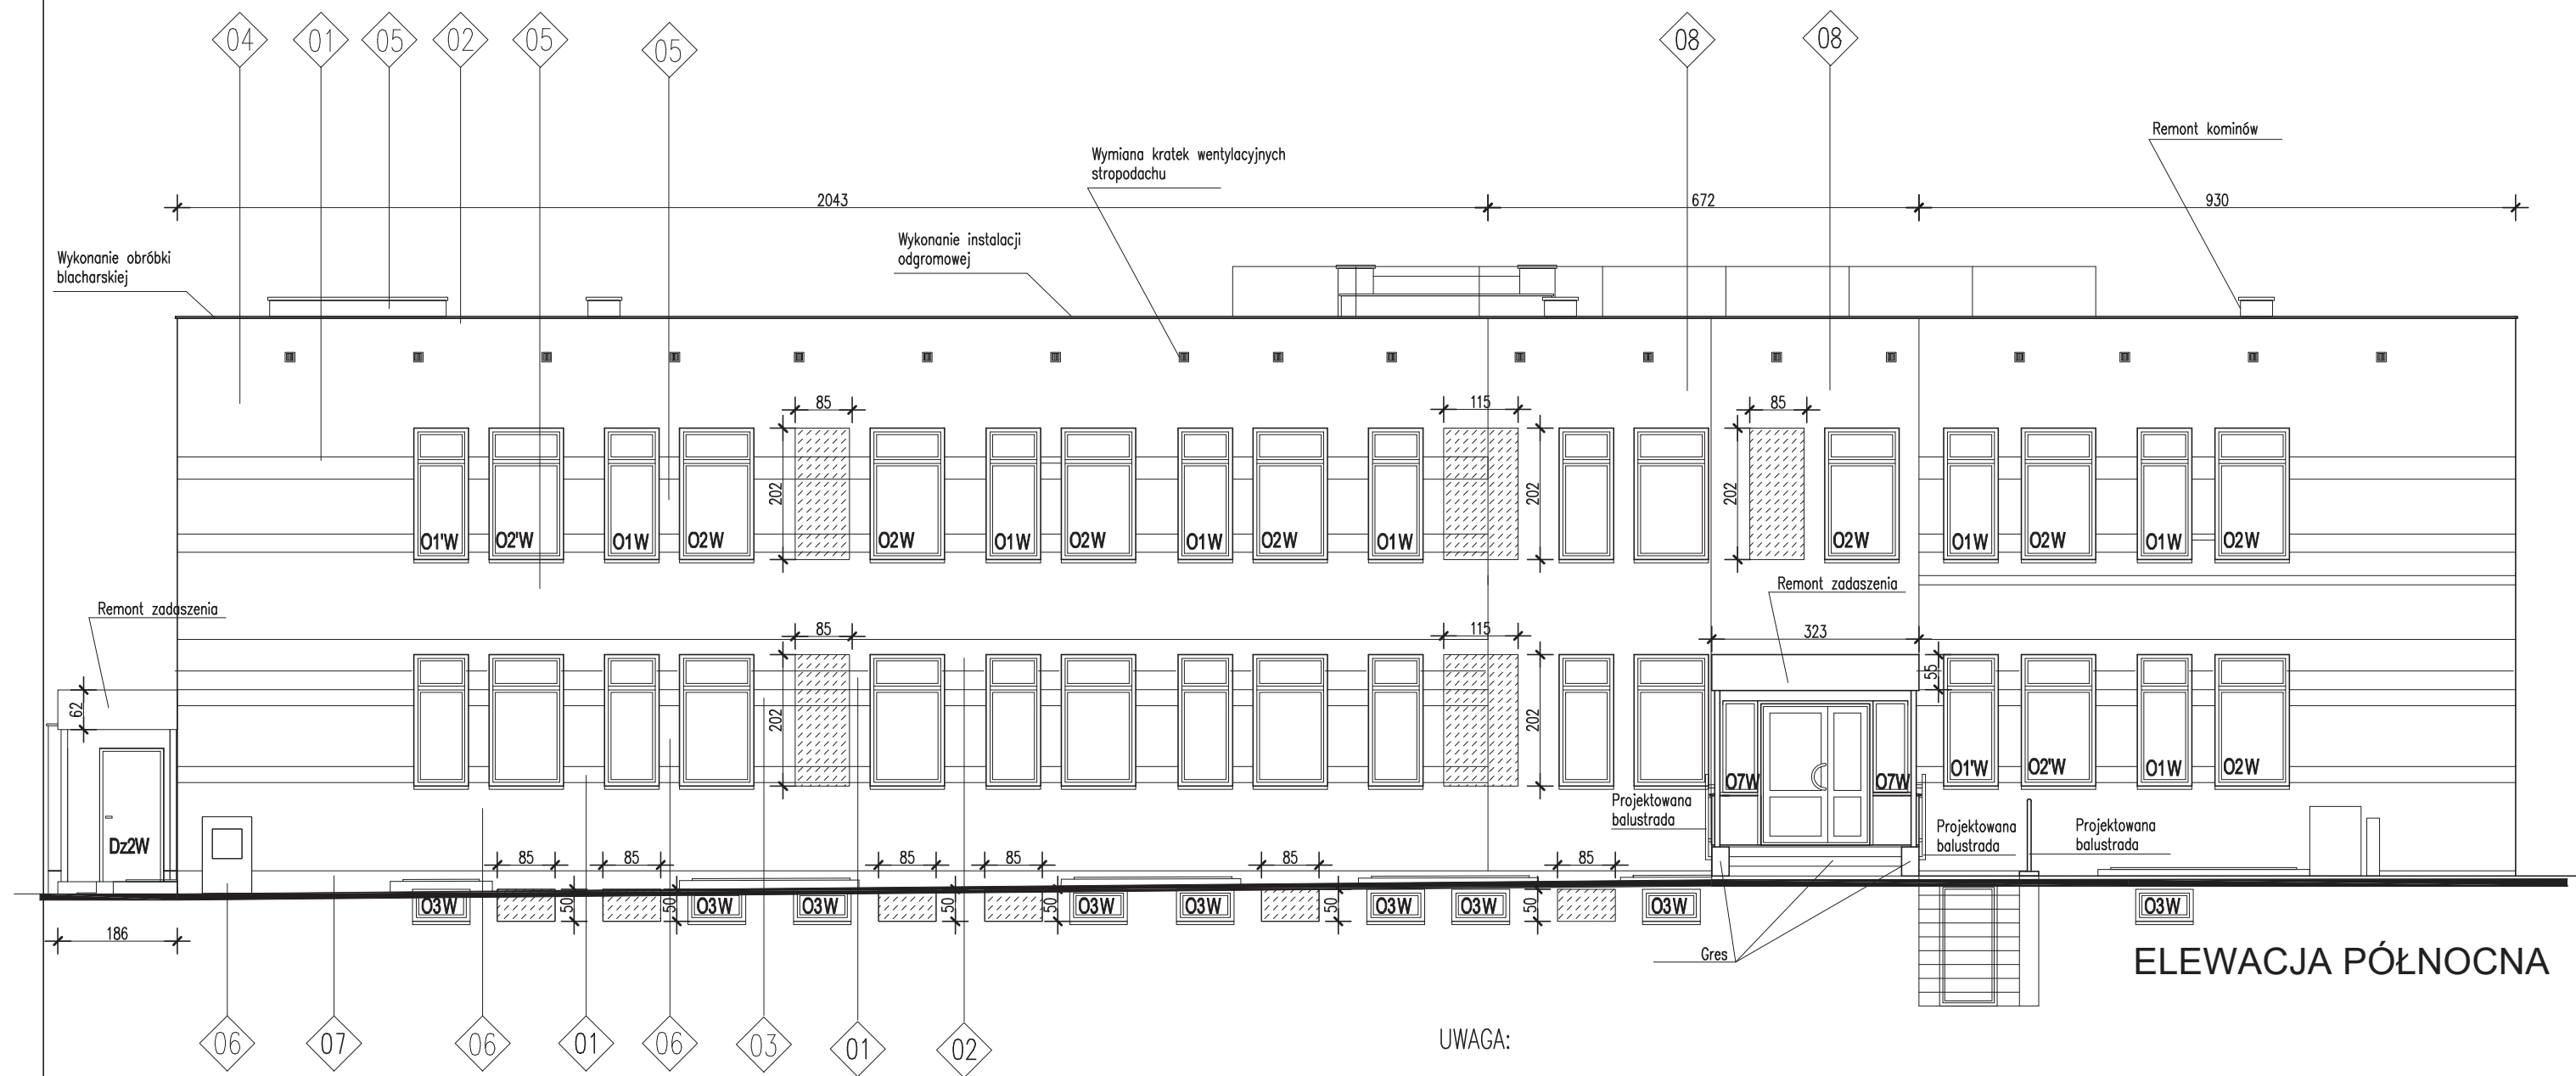 04 01 05 02 05 05 08 08
Remont kominów
Wymiana kratek wentylacyjnych
stropodachu
2043 672 930
Wykonanie instalacji
odgromowej
Wykonanie obróbki
blacharskiej
85 115 85
202 202 202
O1'W O2'W O1W O2W O2W O1W O2W O1W O2W O1W O2W O1W O2W O1W O2W
Remont zadaszenia
Remont zadaszenia
85 115 323
55
62
202 202
O1'W O2'W O1W O2W
O7W O7W
Projektowana
balustrada
Projektowana
balustrada
Projektowana
balustrada
Dz2W
85 85 85 85 85 85
O3W 50 50 O3W O3W 50 50 O3W O3W 50 O3W O3W 50 O3W O3W
186
Gres
ELEWACJA PÓŁNOCNA
UWAGA:
06 07 06 01 06 03 01 02